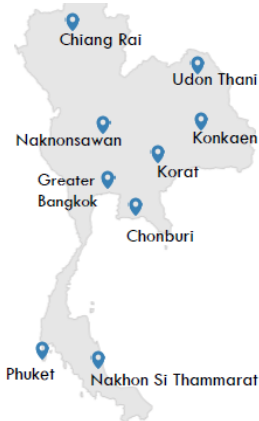 Chiang Rai
Udon Thani
Naknonsawan
Konkaen
Korat
Greater
Bangkok
Chonburi
Phuket
Nakhon Si Thammarat